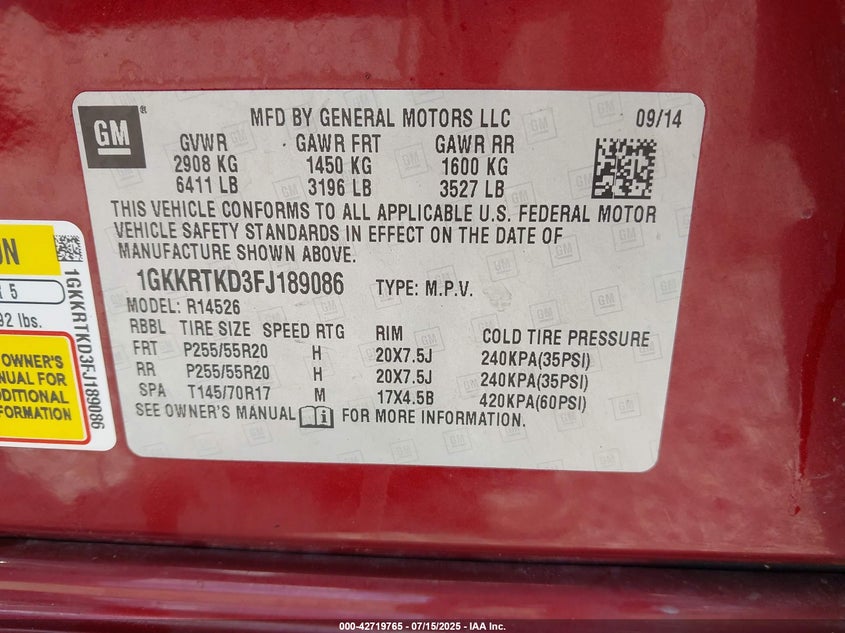 GM
®
MFD BY GENERAL MOTORS LLC 09/14
GVWR GAWR FRT GAWR RR
2908 KG 1450 KG 1600 KG
6411 LB 3196 LB 3527 LB
THIS VEHICLE CONFORMS TO ALL APPLICABLE U.S. FEDERAL MOTOR
VEHICLE SAFETY STANDARDS IN EFFECT ON THE DATE OF
MANUFACTURE SHOWN ABOVE.
1GKKRTKD3FJ189086 TYPE: M.P.V.
MODEL: R14526
RBBL TIRE SIZE SPEED RTG RIM COLD TIRE PRESSURE
FRT P255/55R20 H 20X7.5J 240KPA(35PSI)
RR P255/55R20 H 20X7.5J 240KPA(35PSI)
SPA T145/70R17 M 17X4.5B 420KPA(60PSI)
SEE OWNER'S MANUAL FOR MORE INFORMATION.
5
lbs.
OWNER'S
FOR
1GKKRTKD3FJ189086
000-42719765 - 07/15/2025 - IAA Inc.